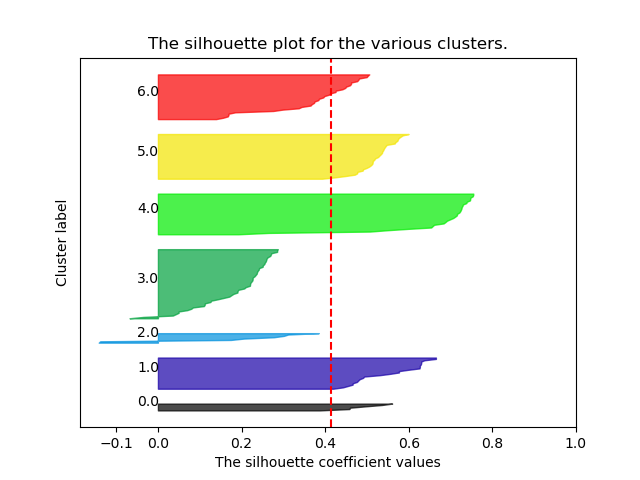 The silhouette plot for the various clusters.
6.0
5.0
4.0
3.0
2.0
1.0
0.0
Cluster label
−0.1 0.0 0.2 0.4 0.6 0.8 1.0
The silhouette coefficient values